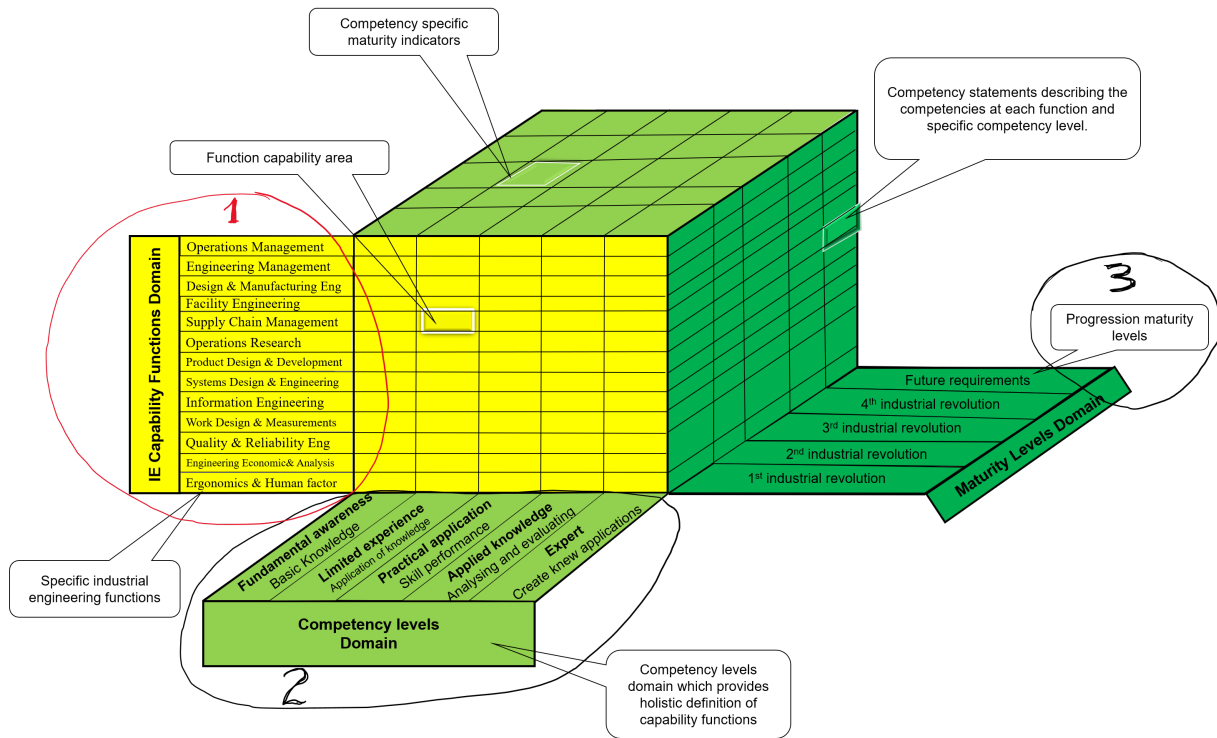 Competency specific
maturity indicators
Competency statements describing the
competencies at each function and
specific competency level.
Function capability area
1
IE Capability Functions Domain
Operations Management
Engineering Management
Design & Manufacturing Eng
Facility Engineering
Supply Chain Management
Operations Research
Product Design & Development
Systems Design & Engineering
Information Engineering
Work Design & Measurements
Quality & Reliability Eng
Engineering Economic& Analysis
Ergonomics & Human factor
3
Progression maturity
levels
Future requirements
4th industrial revolution
3rd industrial revolution
2nd industrial revolution
1st industrial revolution
Maturity Levels Domain
Fundamental awareness
Basic Knowledge
Limited experience
Application of knowledge
Practical application
Skill performance
Applied knowledge
Analysing and evaluating
Expert
Create knew applications
Specific industrial
engineering functions
Competency levels
Domain
2
Competency levels
domain which provides
holistic definition of
capability functions